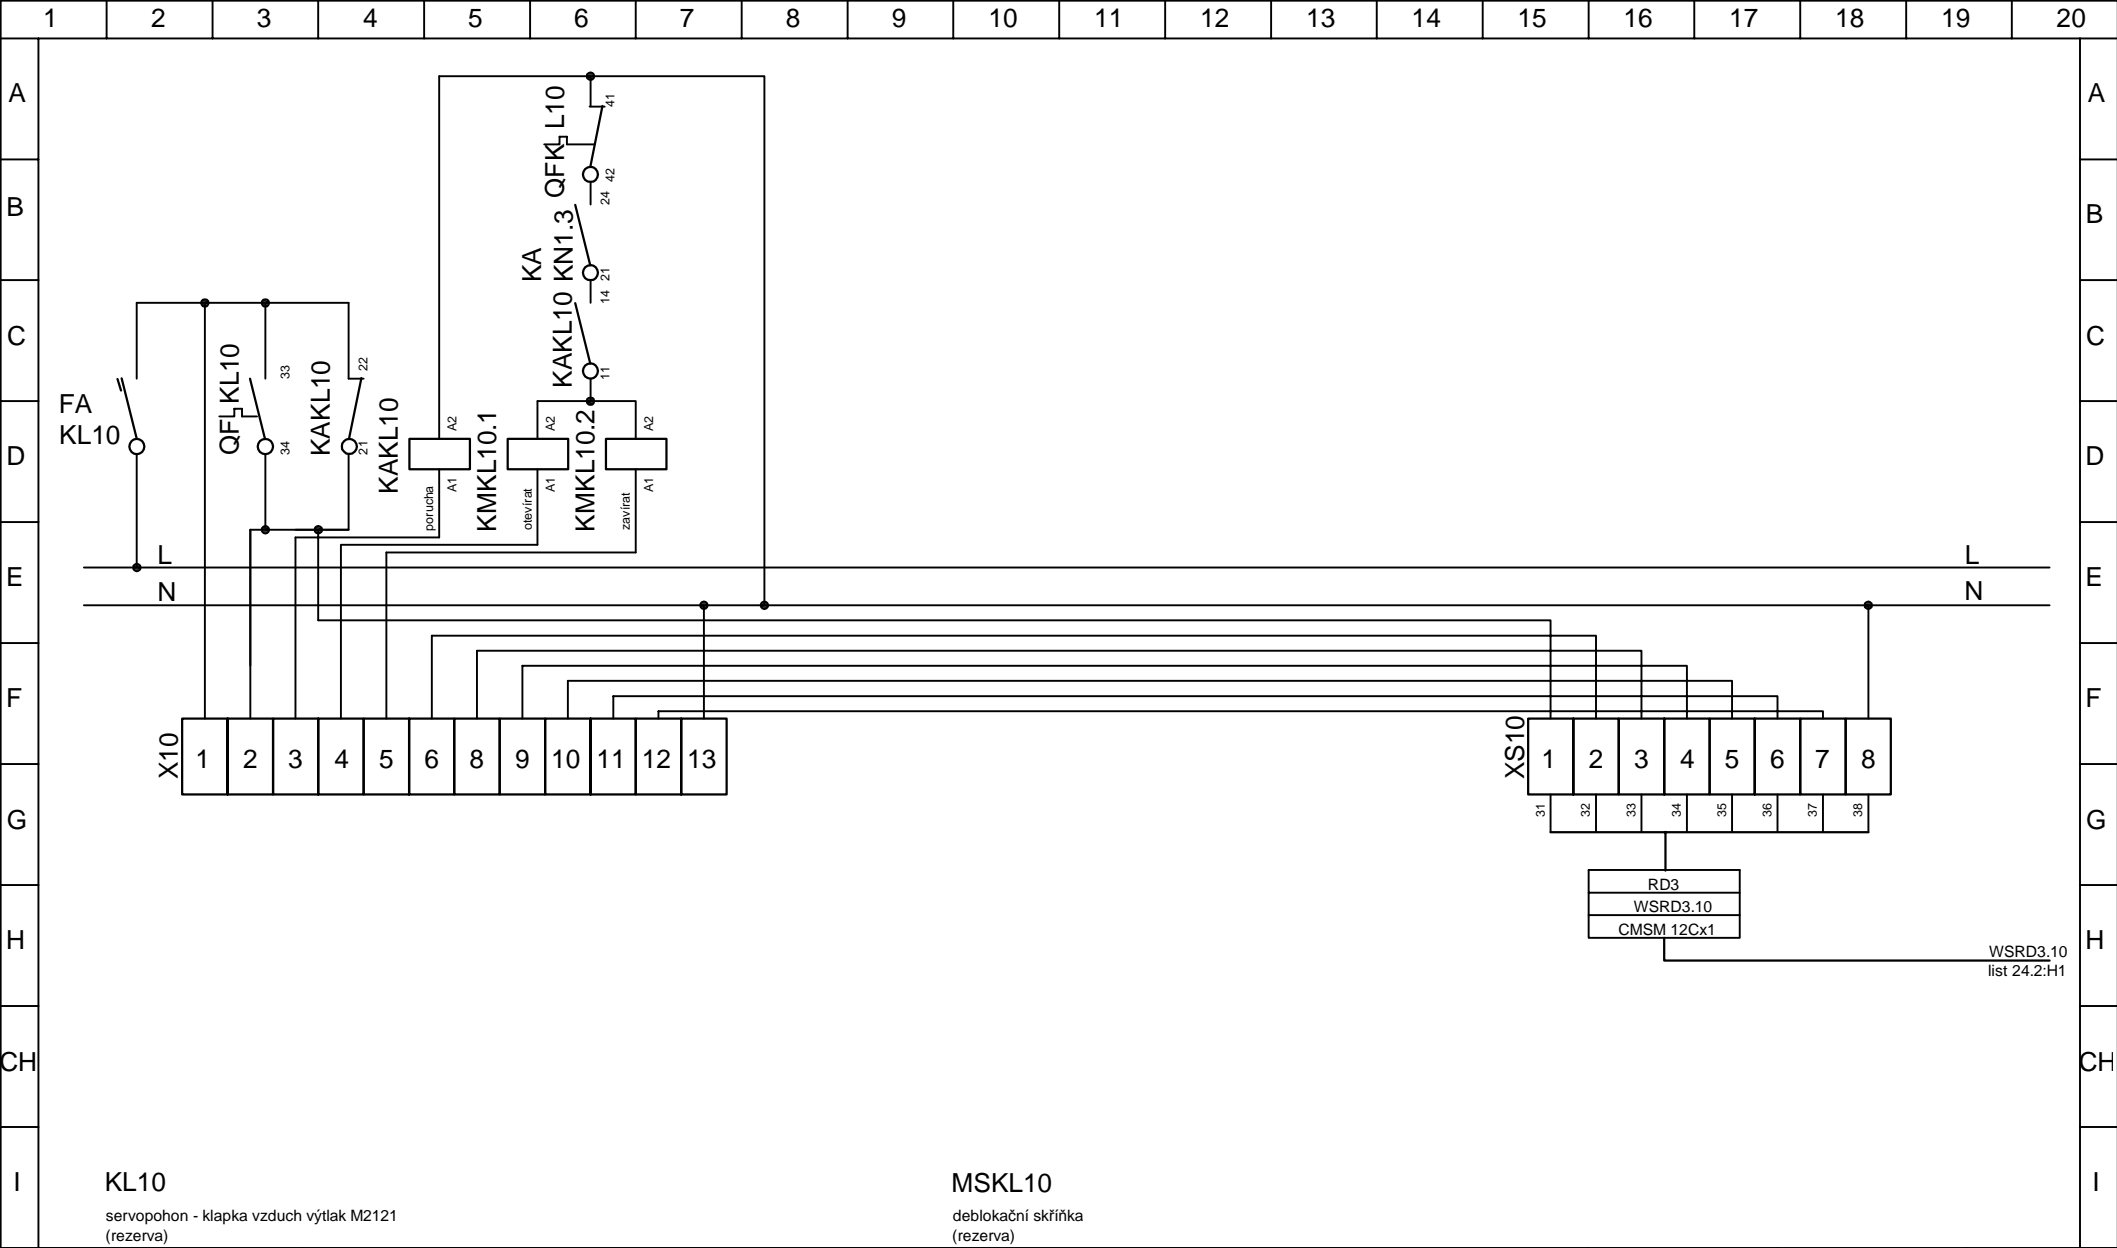 1 2 3 4 5 6 7 8 9 10 11 12 13 14 15 16 17 18 19 20
A A
B B
C C
D D
E E
F F
G G
H H
CH CH
I I
QFKL10
41
42
24
KA
KN1.3
21
14
KAKL10
11
FA
KL10
QFKL10
33
34
KAKL10
22
21
KAKL10
A2
A1
porucha
KMKL10.1
A2
A1
otevírat
KMKL10.2
A2
A1
zavírat
L L
N N
X10
1 2 3 4 5 6 8 9 10 11 12 13
XS10
1 2 3 4 5 6 7 8
31 32 33 34 35 36 37 38
RD3
WSRD3.10
CMSM 12Cx1
WSRD3.10
list 24.2:H1
KL10
servopohon - klapka vzduch výtlak M2121
(rezerva)
MSKL10
deblokační skříňka
(rezerva)